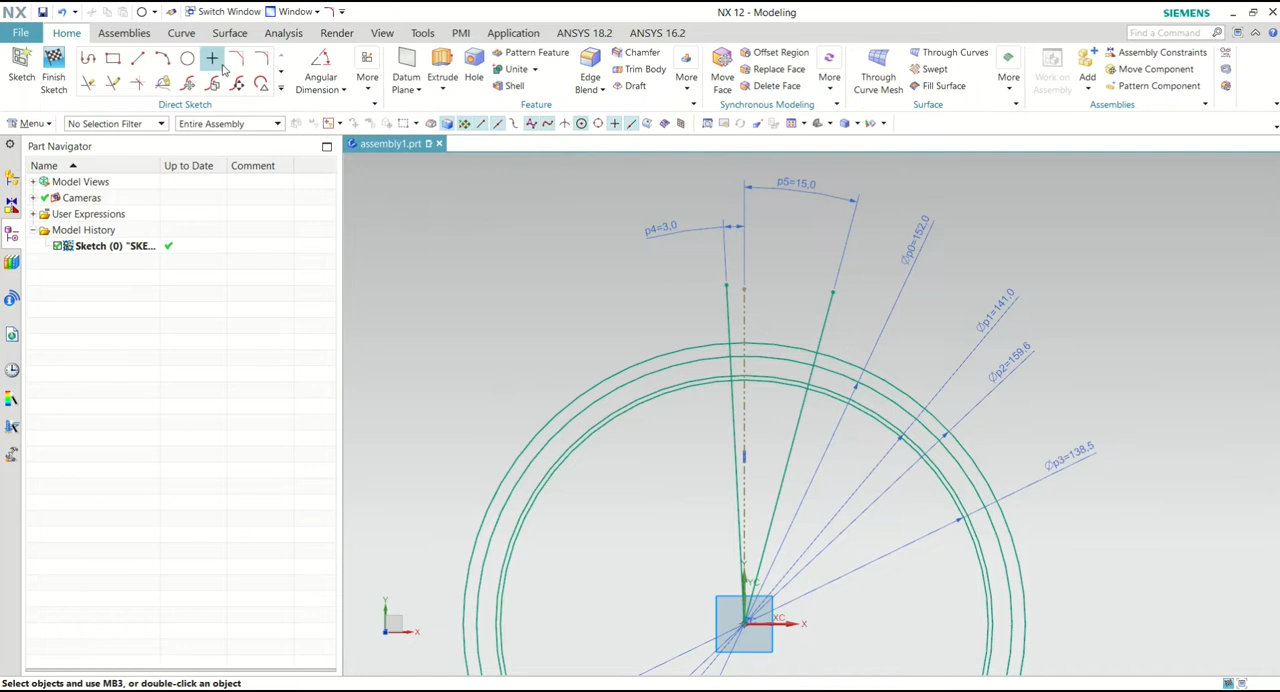 NX Switch Window Window NX 12 - Modeling SIEMENS
File Home Assemblies Curve Surface Analysis Render View Tools PMI Application ANSYS 18.2 ANSYS 16.2 Find a Command
Sketch Finish Sketch Angular Dimension More Datum Plane Extrude Hole Pattern Feature Unite Shell Edge Blend Chamfer Trim Body Draft More Move Face Offset Region Replace Face Delete Face More Through Curve Mesh Through Curves Swept Fill Surface More Work on Assembly Add Assembly Constraints Move Component Pattern Component
Direct Sketch Feature Synchronous Modeling Surface Assemblies
Menu No Selection Filter Entire Assembly
Part Navigator
assembly1.prt
Name Up to Date Comment
Model Views
Cameras
User Expressions
Model History
Sketch (0) "SKE...
p5=15,0
p4=3,0
Øp0=152,0
Øp1=141,0
Øp2=159,6
Øp3=138,5
Y
YC
XC
X
Y
X
Select objects and use MB3, or double-click an object